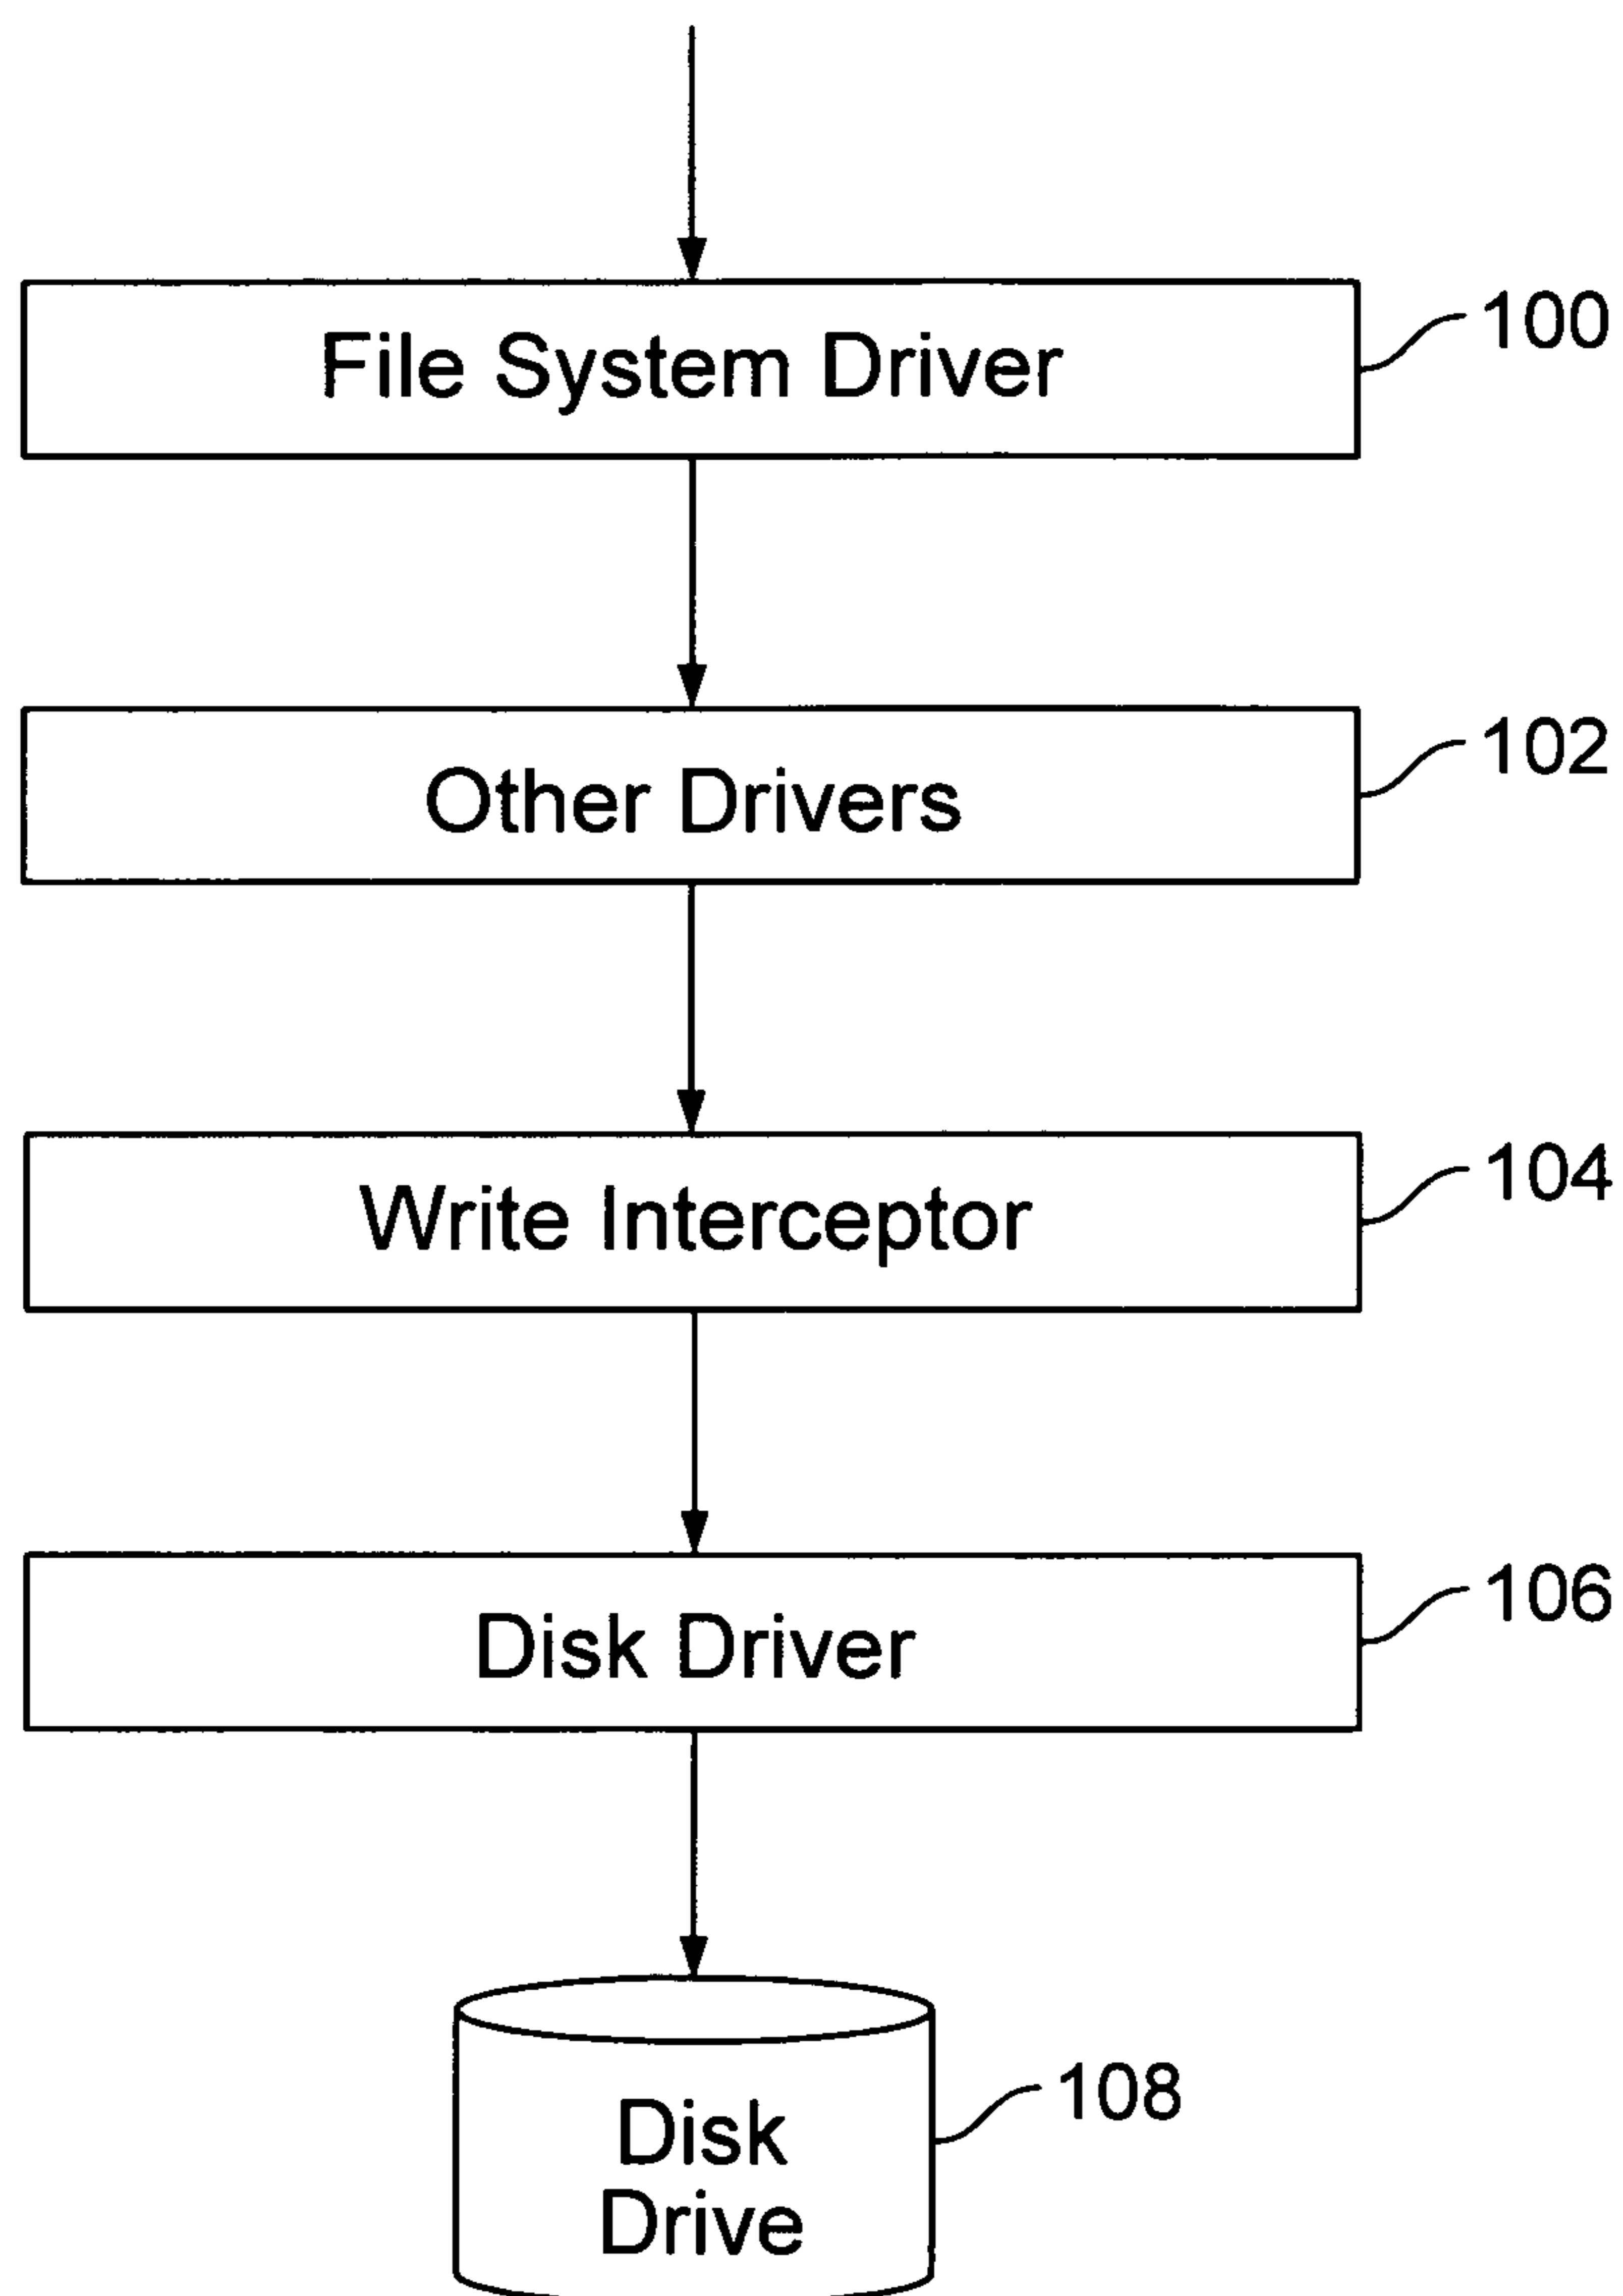 File System Driver
100
Other Drivers
102
Write Interceptor
104
Disk Driver
106
Disk
Drive
108